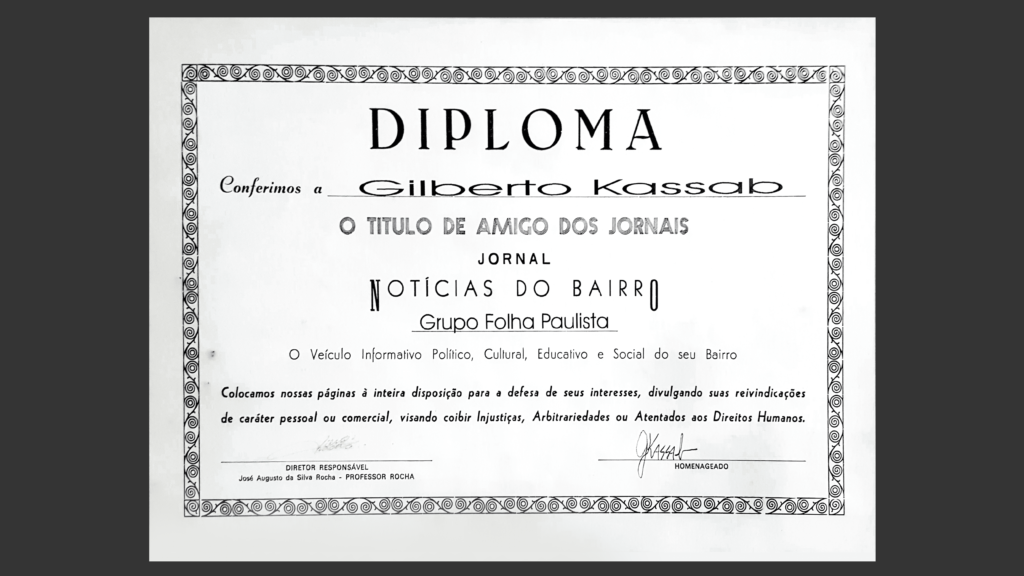 DIPLOMA
Conferimos a Gilberto Kassab
O TITULO DE AMIGO DOS JORNAIS
JORNAL
NOTÍCIAS DO BAIRRO
Grupo Folha Paulista
O Veículo Informativo Político, Cultural, Educativo e Social do seu Bairro
Colocamos nossas páginas à inteira disposição para a defesa de seus interesses, divulgando suas reivindicações
de caráter pessoal ou comercial, visando coibir Injustiças, Arbitrariedades ou Atentados aos Direitos Humanos.
GKassab
DIRETOR RESPONSÁVEL
HOMENAGEADO
José Augusto da Silva Rocha - PROFESSOR ROCHA